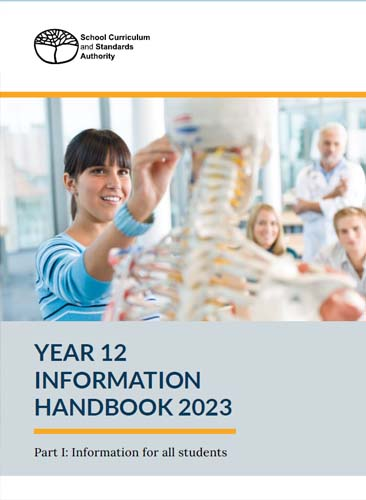 School Curriculum
and Standards
Authority
YEAR 12
INFORMATION
HANDBOOK 2023
Part I: Information for all students